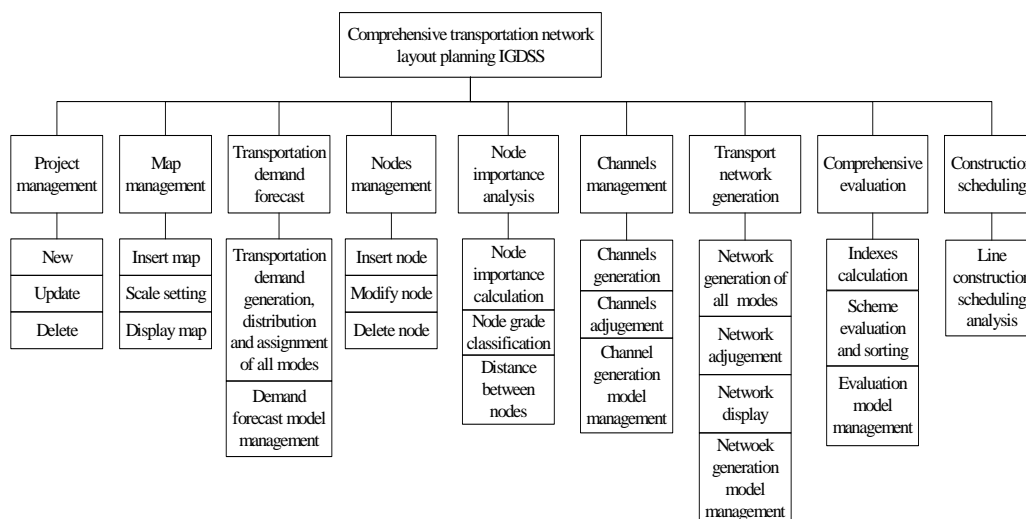 Comprehensive transportation network
layout planning IGDSS
Project
management
Map
management
Transportation
demand
forecast
Nodes
management
Node
importance
analysis
Channels
management
Transport
network
generation
Comprehensive
evaluation
Construction
scheduling
New
Update
Delete
Insert map
Scale setting
Display map
Transportation
demand
generation,
distribution
and assignment
of all modes
Demand
forecast model
management
Insert node
Modify node
Delete node
Node
importance
calculation
Node grade
classification
Distance
between
nodes
Channels
generation
Channels
adjugement
Channel
generation
model
management
Network
generation of
all modes
Network
adjugement
Network
display
Netwoek
generation
model
management
Indexes
calculation
Scheme
evaluation
and sorting
Evaluation
model
management
Line
construction
scheduling
analysis